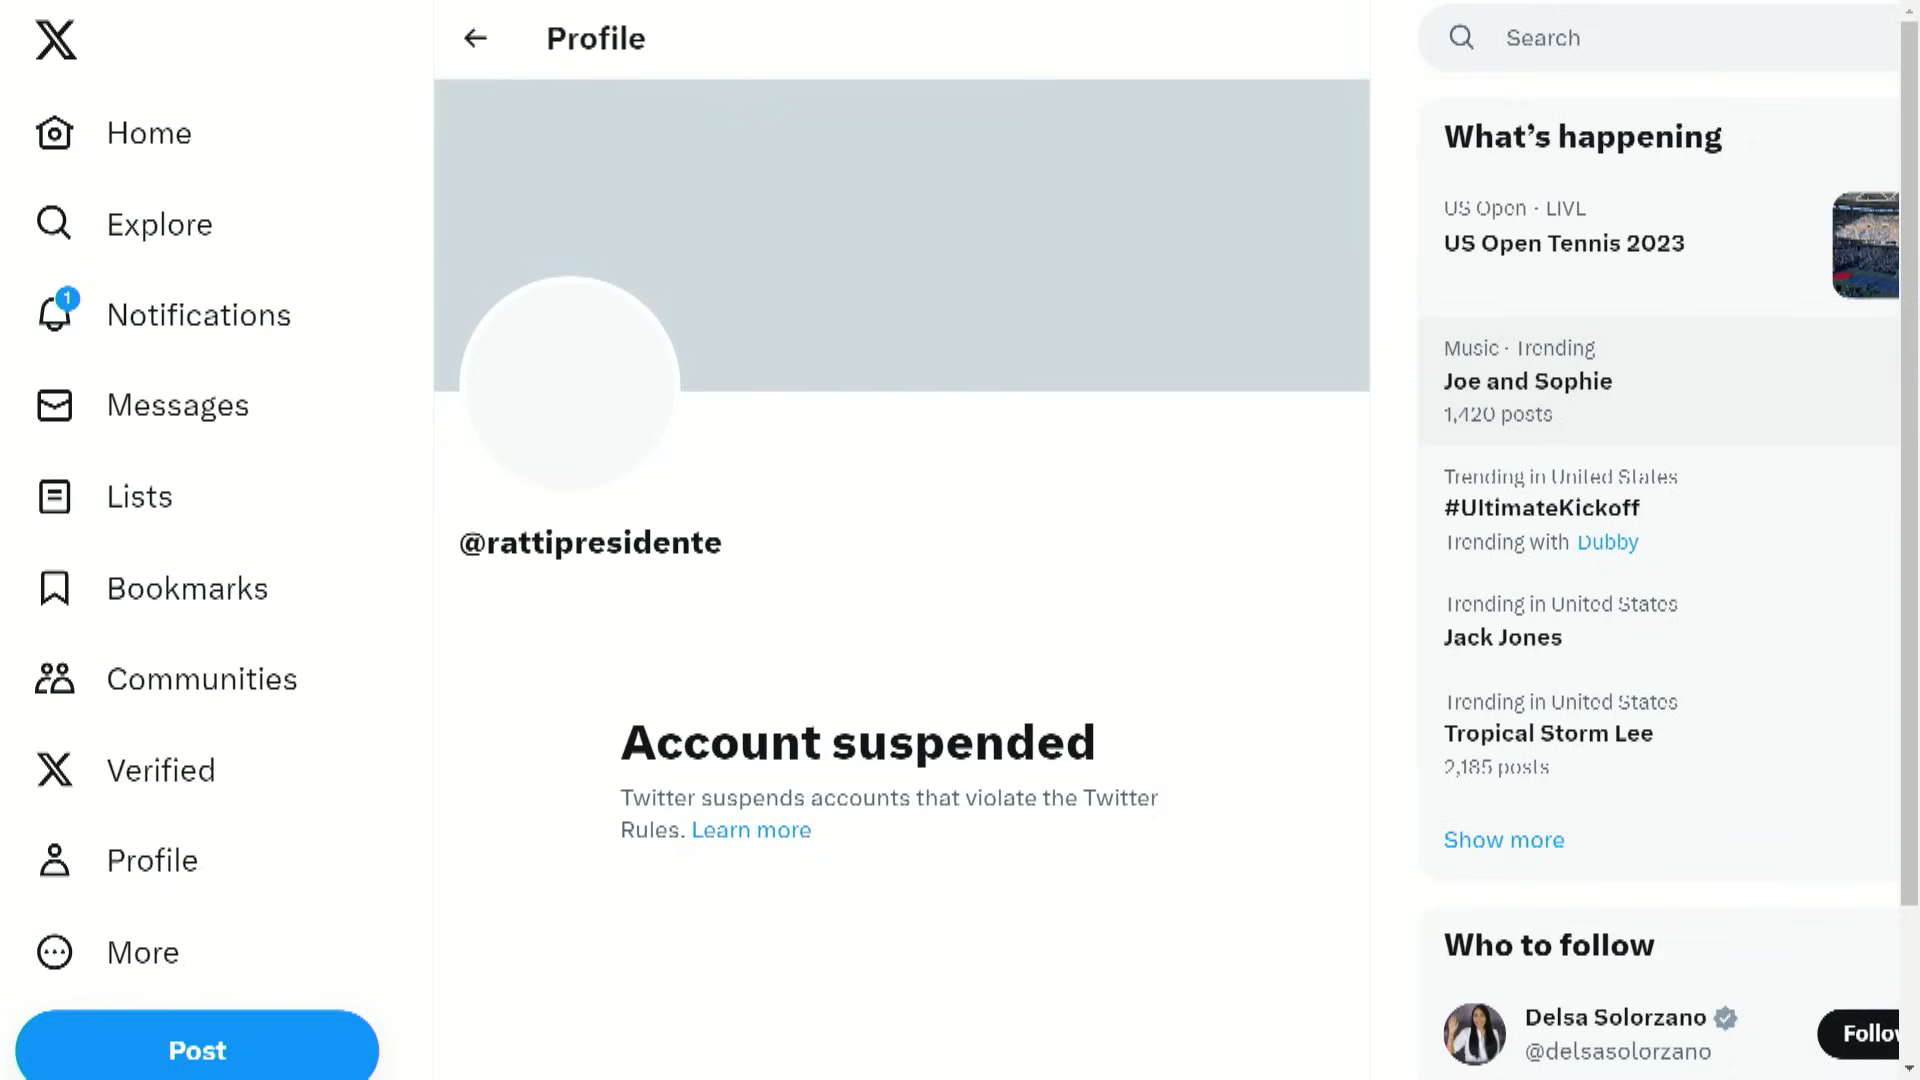 Home
Explore
1
Notifications
Messages
Lists
Bookmarks
Communities
Verified
Profile
More
Post
Profile
@rattipresidente
Account suspended
Twitter suspends accounts that violate the Twitter
Rules. Learn more
Search
What's happening
US Open · LIVE
US Open Tennis 2023
Music · Trending
Joe and Sophie
1,420 posts
Trending in United States
#UltimateKickoff
Trending with Dubby
Trending in United States
Jack Jones
Trending in United States
Tropical Storm Lee
2,185 posts
Show more
Who to follow
Delsa Solorzano
@delsasolorzano
Follow